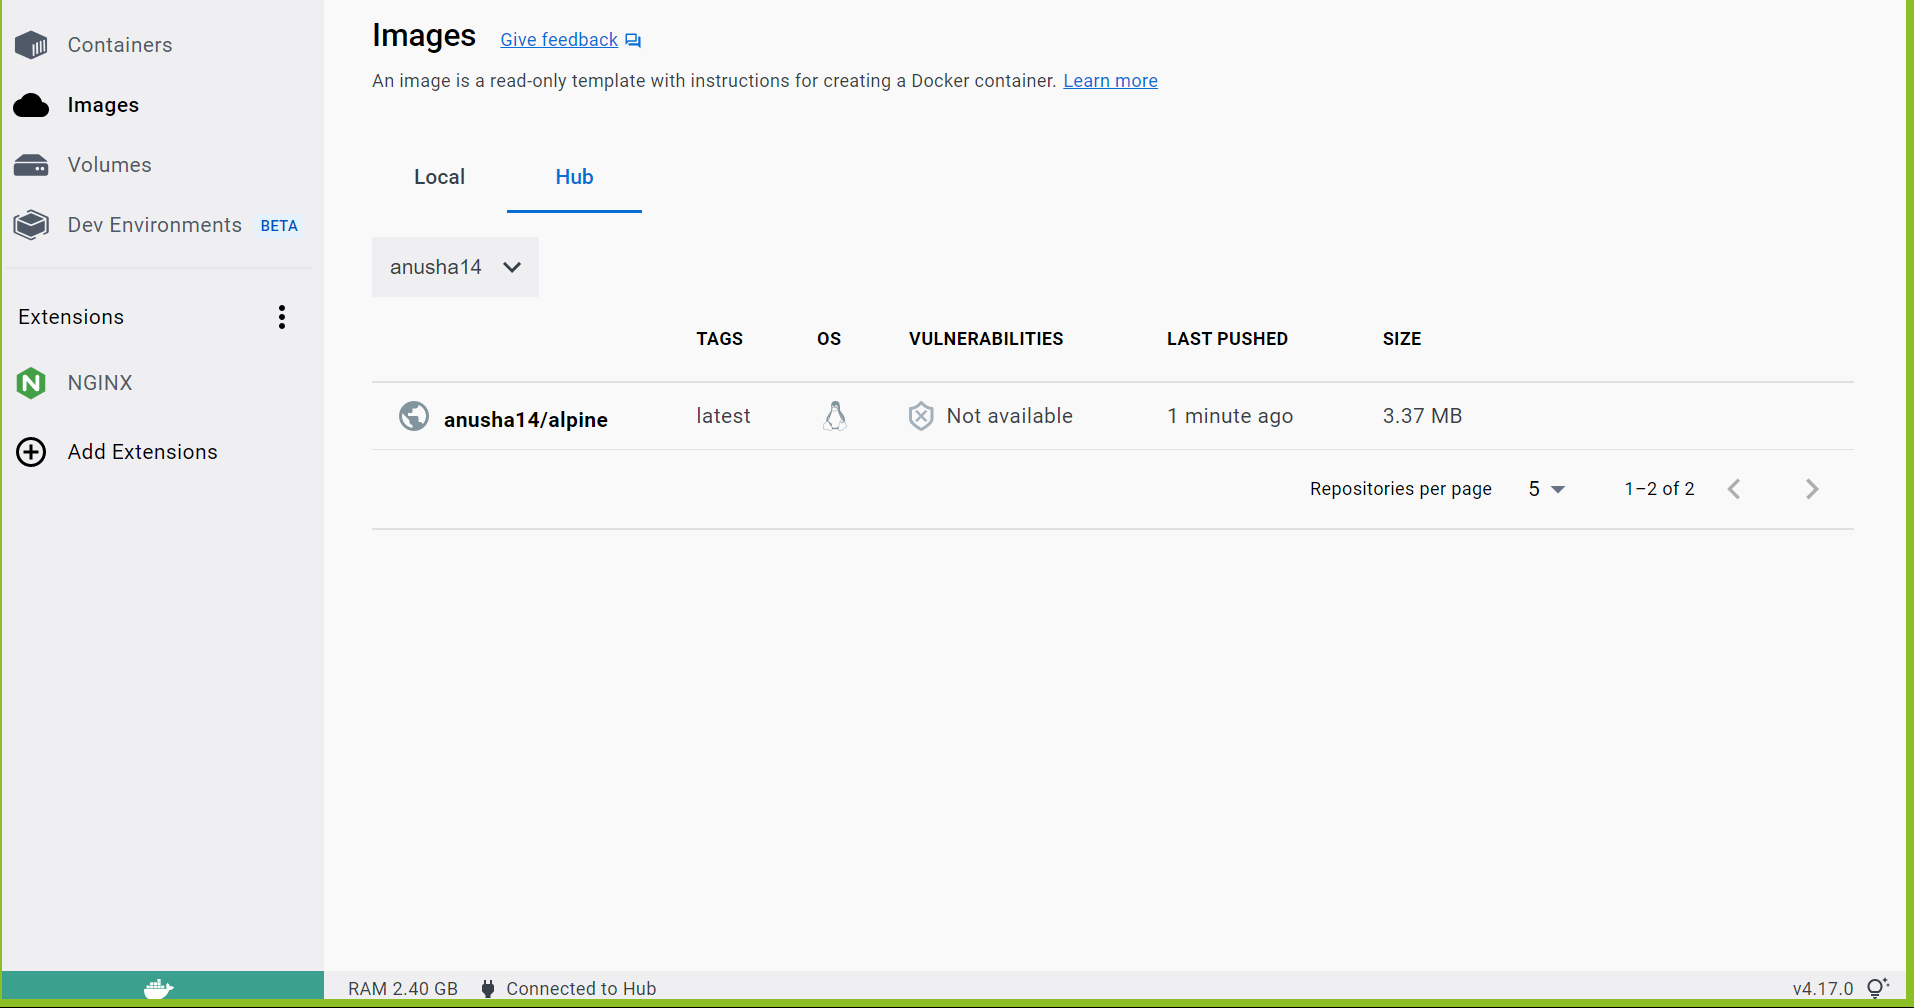 Containers
Images
Volumes
Dev Environments BETA
Extensions
NGINX
Add Extensions
Images Give feedback
An image is a read-only template with instructions for creating a Docker container. Learn more
Local Hub
anusha14
TAGS OS VULNERABILITIES LAST PUSHED SIZE
anusha14/alpine latest Not available 1 minute ago 3.37 MB
Repositories per page 5 1–2 of 2
RAM 2.40 GB Connected to Hub v4.17.0